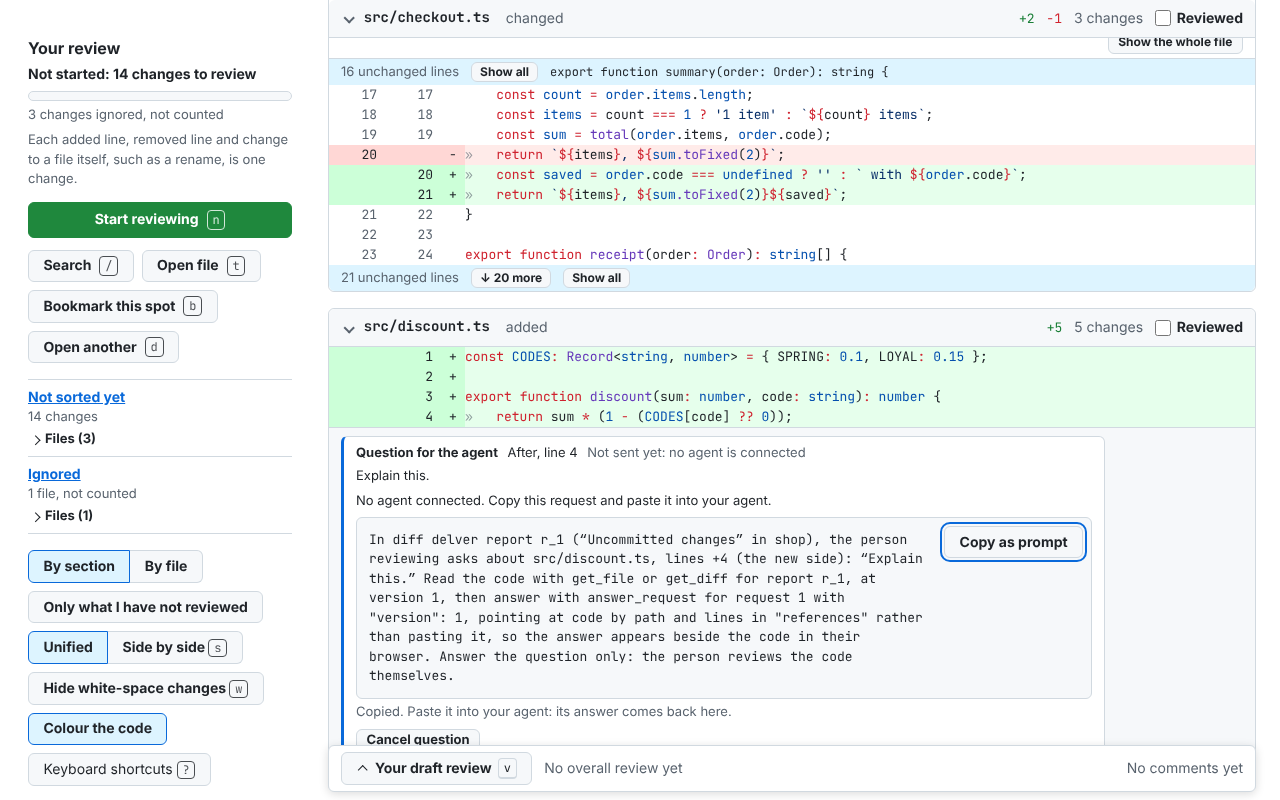 Your review
Not started: 14 changes to review
3 changes ignored, not counted
Each added line, removed line and change
to a file itself, such as a rename, is one
change.
Start reviewing n
Search / Open file t
Bookmark this spot b
Open another d
Not sorted yet
14 changes
Files (3)
Ignored
1 file, not counted
Files (1)
By section By file
Only what I have not reviewed
Unified Side by side s
Hide white-space changes w
Colour the code
Keyboard shortcuts ?
src/checkout.ts changed +2 -1 3 changes Reviewed
Show the whole file
16 unchanged lines Show all export function summary(order: Order): string {
17 17 const count = order.items.length;
18 18 const items = count === 1 ? '1 item' : `${count} items`;
19 19 const sum = total(order.items, order.code);
20 - » return `${items}, ${sum.toFixed(2)}`;
20 + » const saved = order.code === undefined ? '' : ` with ${order.code}`;
21 + » return `${items}, ${sum.toFixed(2)}${saved}`;
21 22 }
22 23
23 24 export function receipt(order: Order): string[] {
21 unchanged lines ↓ 20 more Show all
src/discount.ts added +5 5 changes Reviewed
1 + const CODES: Record<string, number> = { SPRING: 0.1, LOYAL: 0.15 };
2 +
3 + export function discount(sum: number, code: string): number {
4 + » return sum * (1 - (CODES[code] ?? 0));
Question for the agent After, line 4 Not sent yet: no agent is connected
Explain this.
No agent connected. Copy this request and paste it into your agent.
In diff delver report r_1 (“Uncommitted changes” in shop), the person
reviewing asks about src/discount.ts, lines +4 (the new side): “Explain
this.” Read the code with get_file or get_diff for report r_1, at
version 1, then answer with answer_request for request 1 with
"version": 1, pointing at code by path and lines in "references" rather
than pasting it, so the answer appears beside the code in their
browser. Answer the question only: the person reviews the code
themselves.
Copy as prompt
Copied. Paste it into your agent: its answer comes back here.
Cancel question
Your draft review v No overall review yet No comments yet